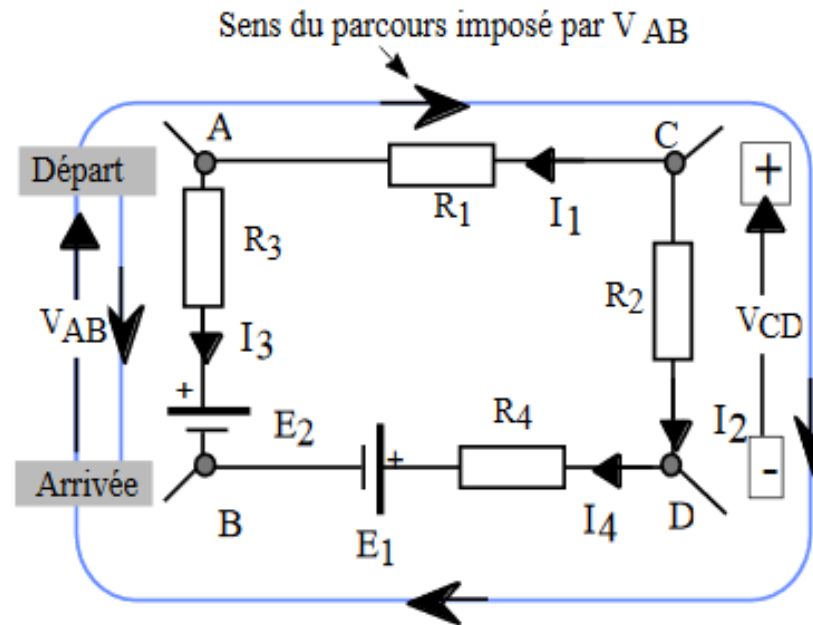 Sens du parcours imposé par V AB
A
C
Départ
+
R1
I1
R3
R2
VAB
I3
VCD
+
R4
I2
E2
+
-
Arrivée
B
I4
D
E1